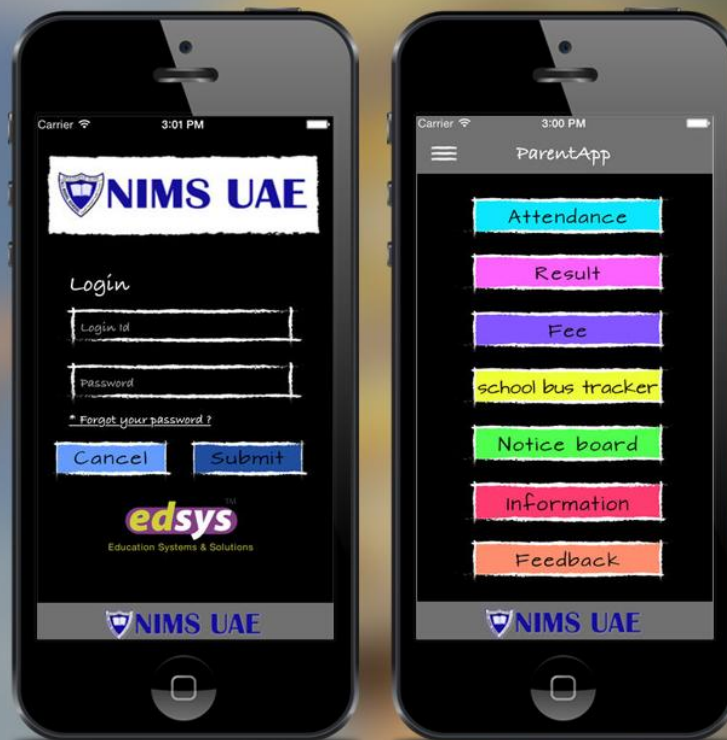 Carrier 3:01 PM
NIMS UAE
Login
Login Id
Password
* Forgot your password ?
Cancel Submit
edsys TM
Education Systems & Solutions
NIMS UAE
Carrier 3:00 PM
ParentApp
Attendance
Result
Fee
school bus tracker
Notice board
Information
Feedback
NIMS UAE